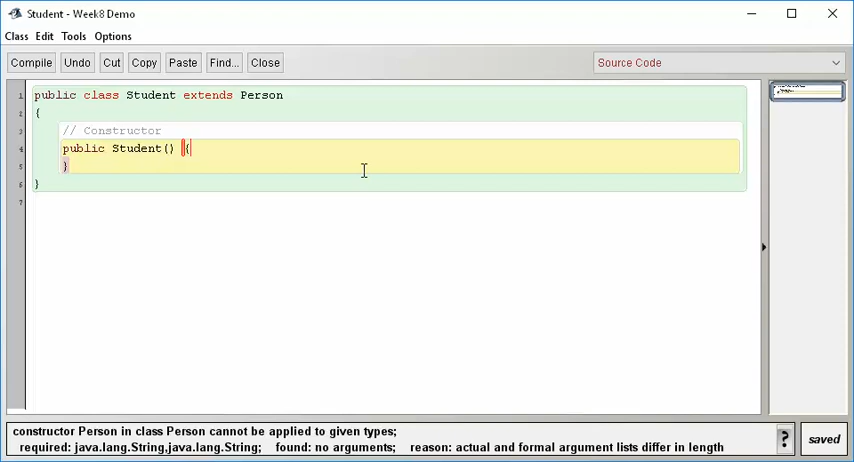 Student - Week8 Demo
Class Edit Tools Options
Compile Undo Cut Copy Paste Find... Close Source Code
1 public class Student extends Person
2 {
3 // Constructor
4 public Student() {
5 }
6 }
7
constructor Person in class Person cannot be applied to given types;
required: java.lang.String,java.lang.String; found: no arguments; reason: actual and formal argument lists differ in length
? saved